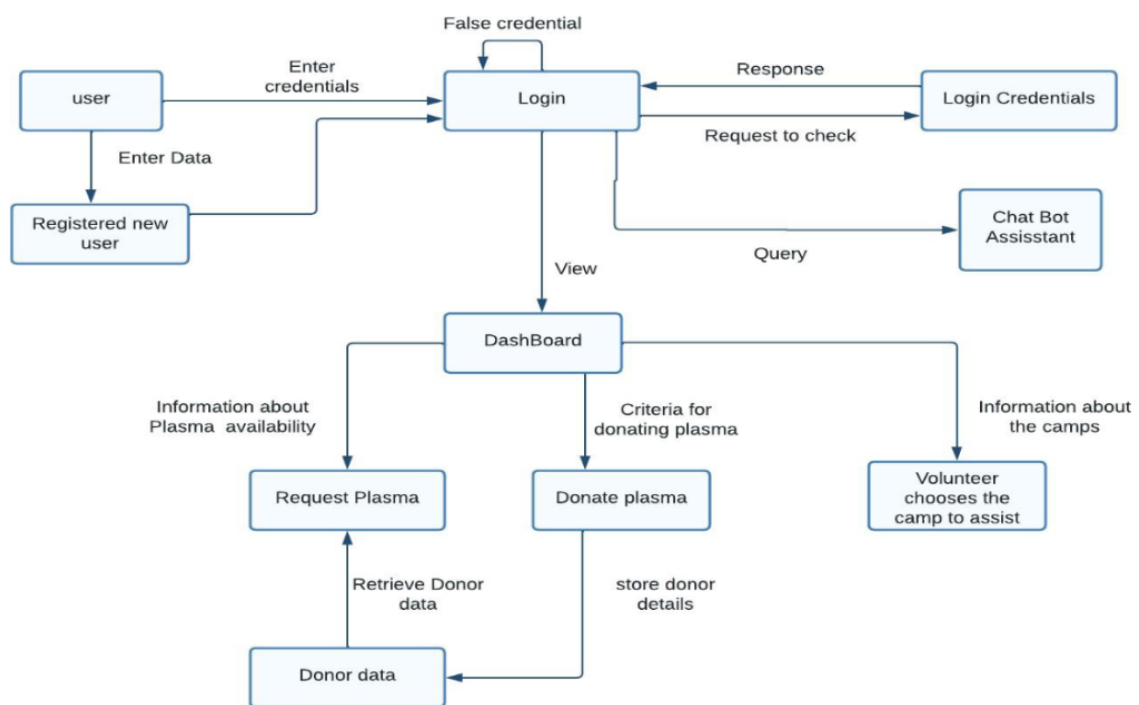 False credential
user
Enter
credentials
Login
Response
Login Credentials
Request to check
Enter Data
Registered new
user
Chat Bot
Assisstant
Query
View
DashBoard
Information about
Plasma availability
Criteria for
donating plasma
Information about
the camps
Request Plasma
Donate plasma
Volunteer
chooses the
camp to assist
Retrieve Donor
data
store donor
details
Donor data